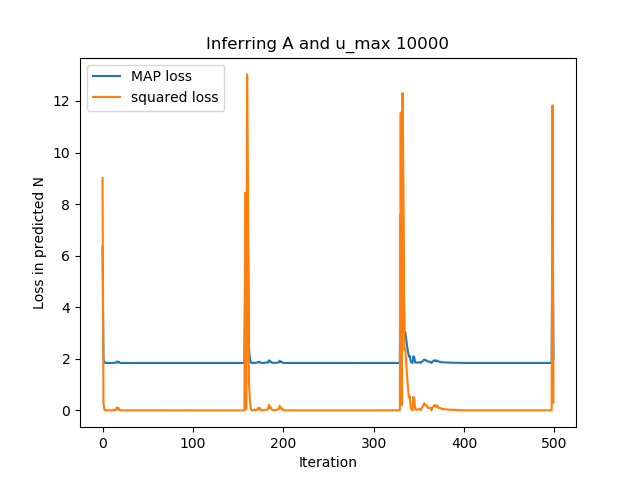 Inferring A and u_max 10000
MAP loss
squared loss
Loss in predicted N
12
10
8
6
4
2
0
0 100 200 300 400 500
Iteration